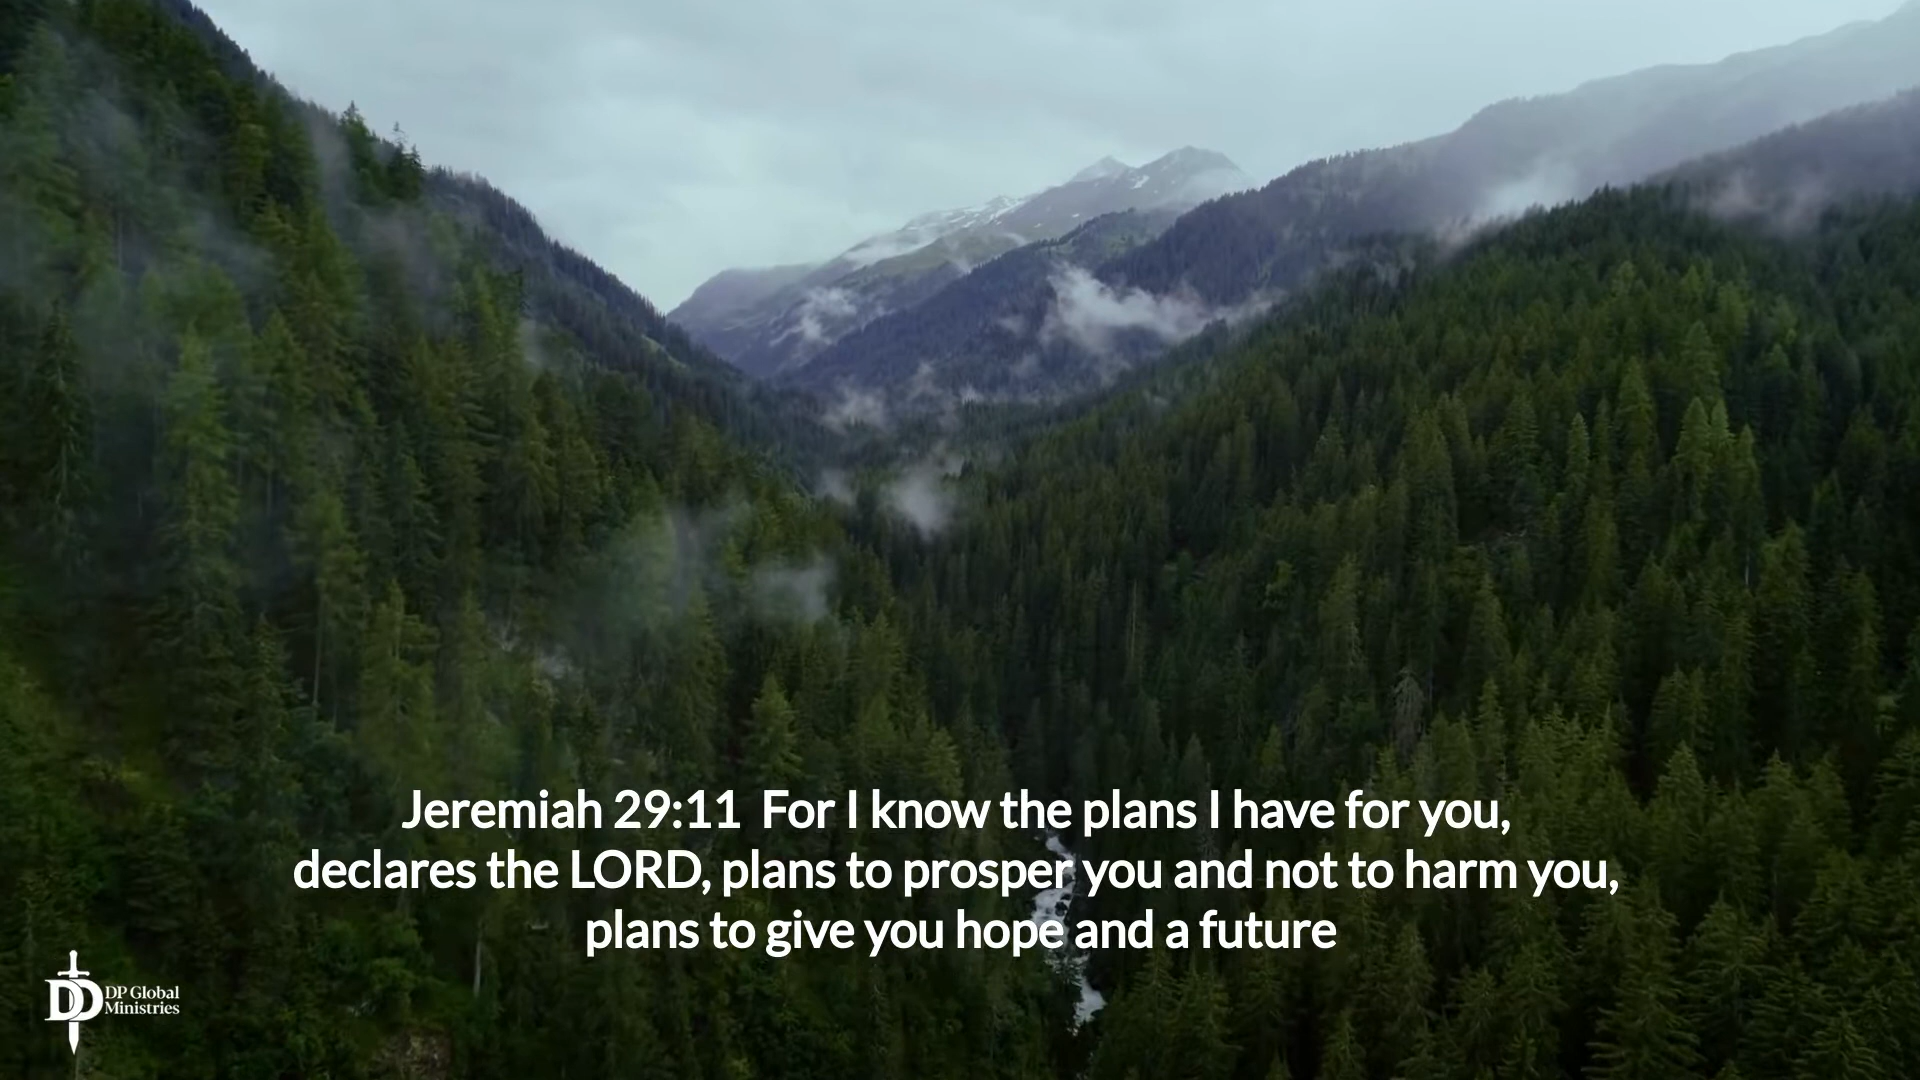 Jeremiah 29:11  For I know the plans I have for you,
declares the LORD, plans to prosper you and not to harm you,
plans to give you hope and a future
DD
DP Global
Ministries